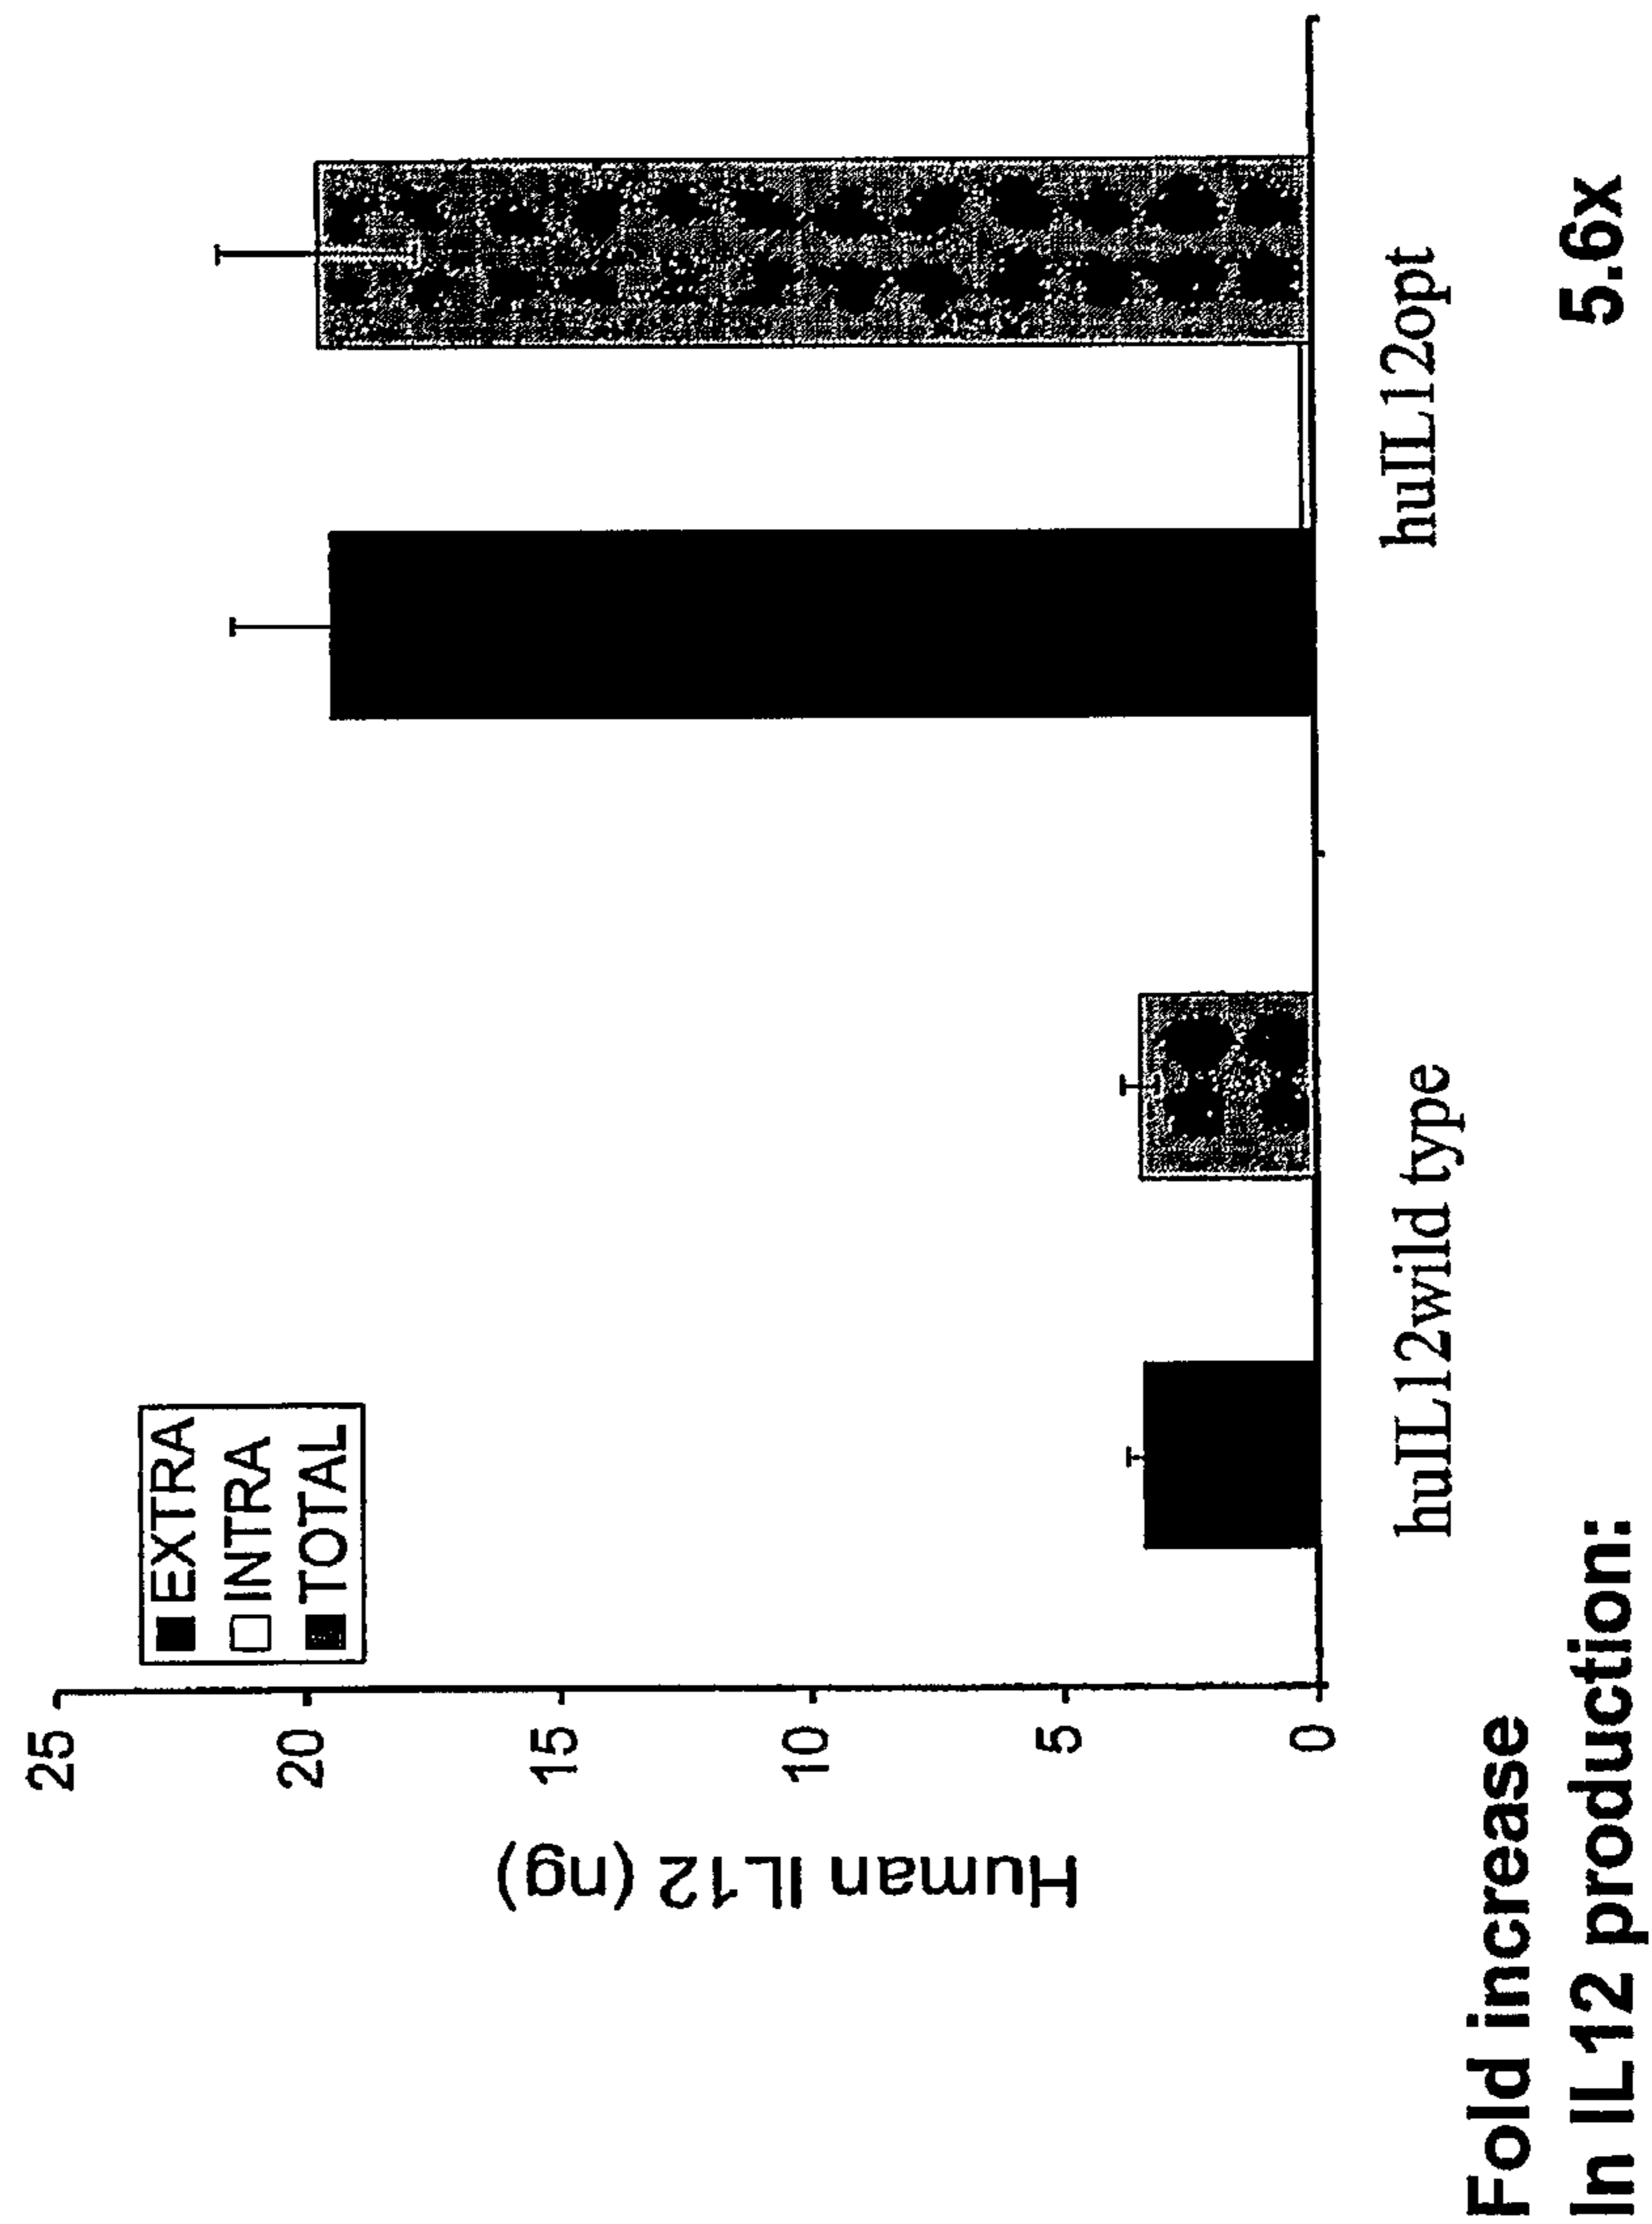 EXTRA
INTRA
TOTAL
25
20
15
10
5
0
Human IL12 (ng)
huIL12wild type
huIL12opt
Fold increase
In IL12 production:
5.6x